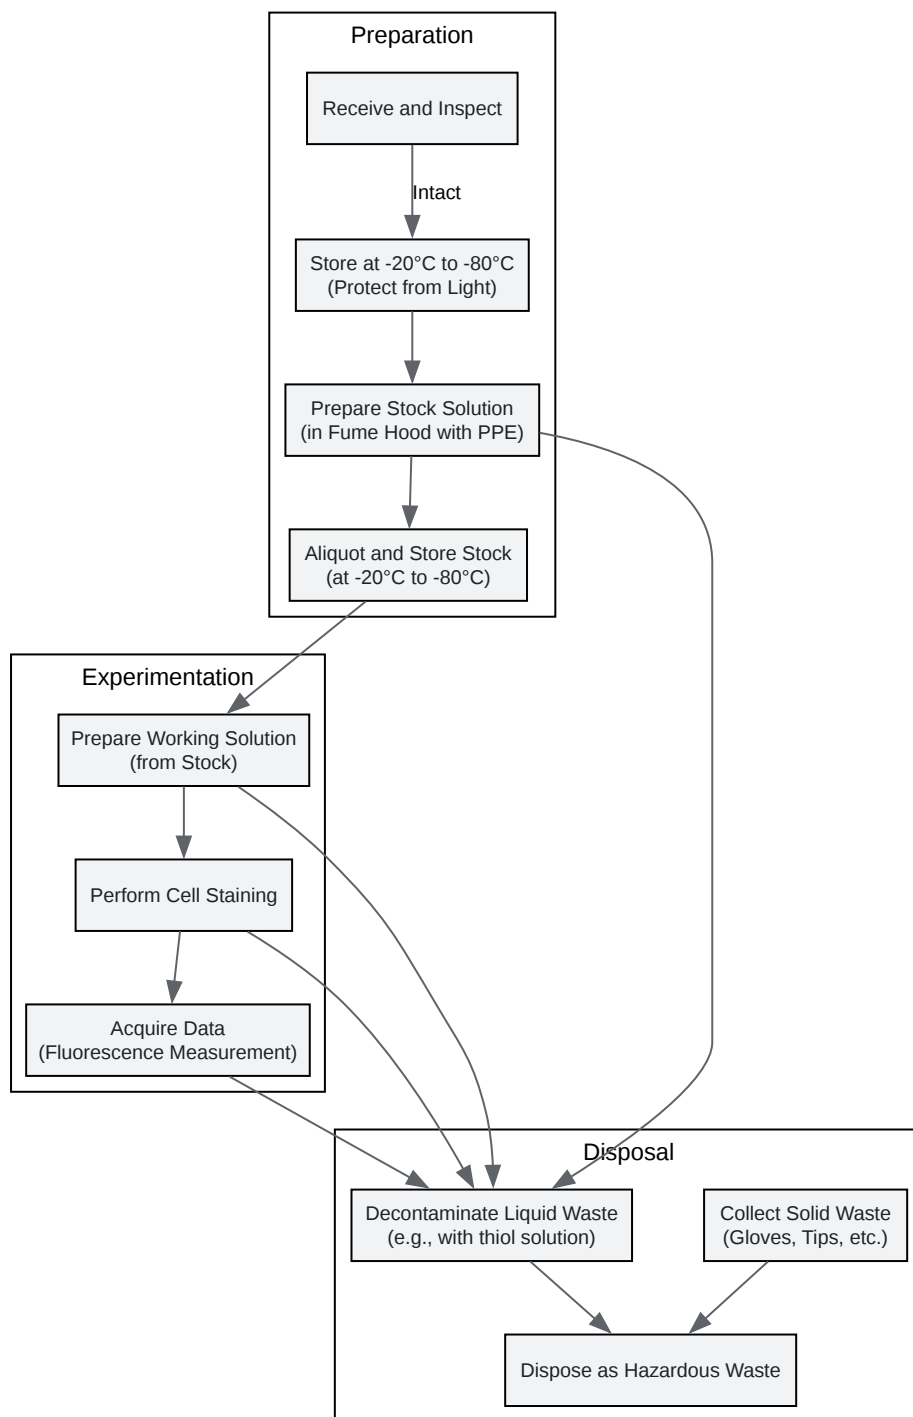 Preparation
Receive and Inspect
Intact
Store at -20°C to -80°C
(Protect from Light)
Prepare Stock Solution
(in Fume Hood with PPE)
Aliquot and Store Stock
(at -20°C to -80°C)
Experimentation
Prepare Working Solution
(from Stock)
Perform Cell Staining
Acquire Data
(Fluorescence Measurement)
Disposal
Decontaminate Liquid Waste
(e.g., with thiol solution)
Collect Solid Waste
(Gloves, Tips, etc.)
Dispose as Hazardous Waste